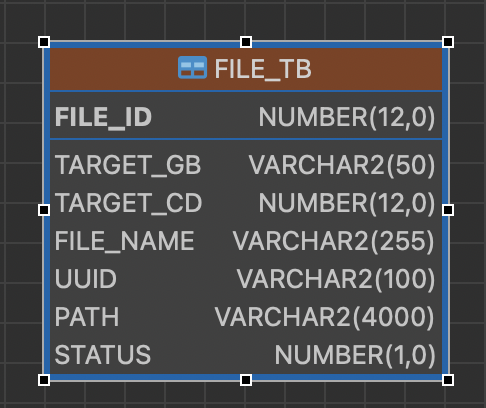 FILE_TB
FILE_ID NUMBER(12,0)
TARGET_GB VARCHAR2(50)
TARGET_CD NUMBER(12,0)
FILE_NAME VARCHAR2(255)
UUID VARCHAR2(100)
PATH VARCHAR2(4000)
STATUS NUMBER(1,0)